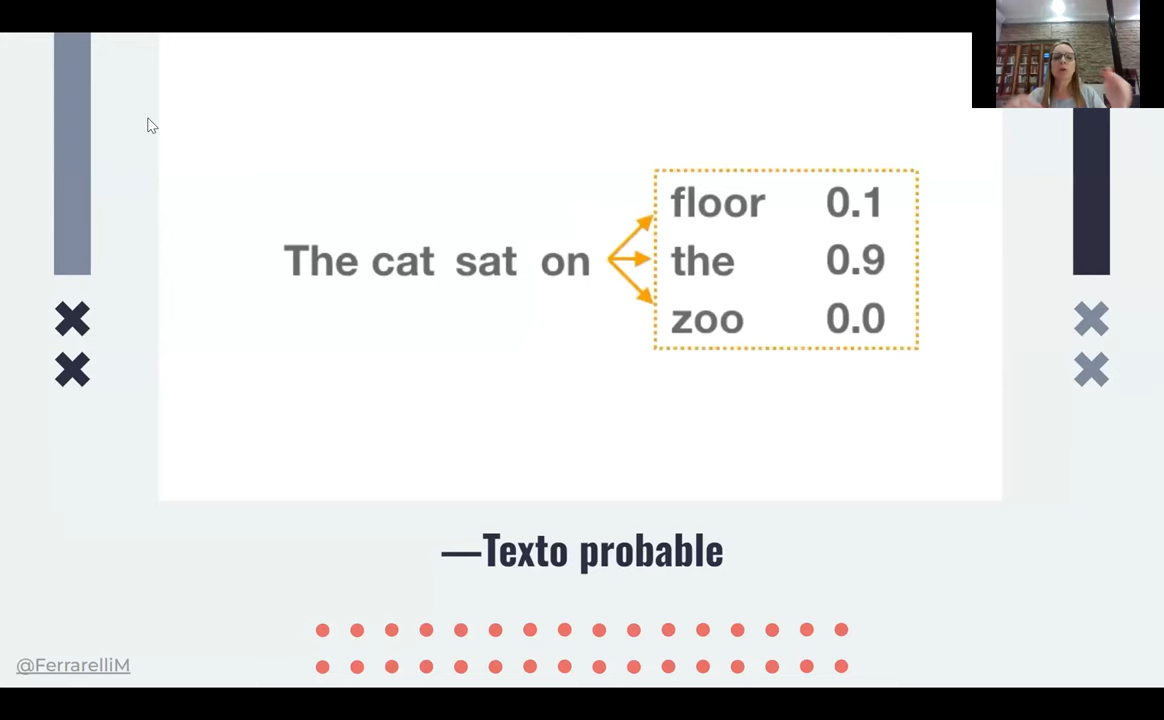 floor 0.1
The cat sat on the 0.9
zoo 0.0
—Texto probable
@FerrarelliM